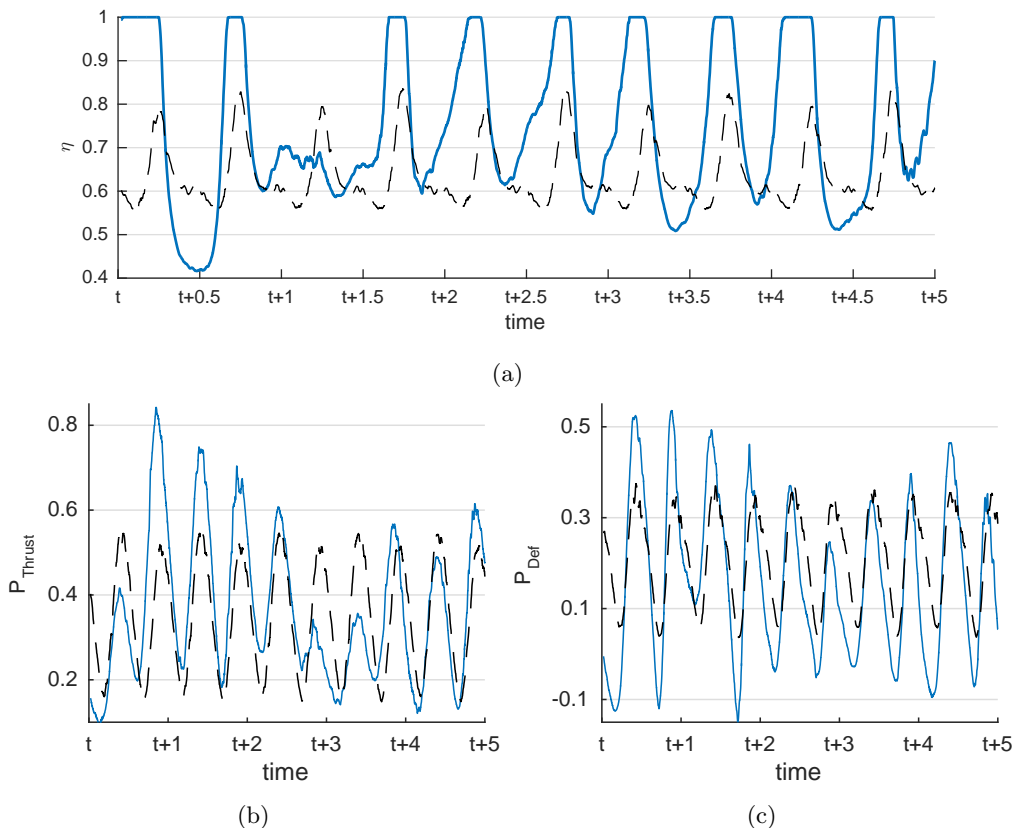 1
0.9
0.8
0.7
η
0.6
0.5
0.4
t t+0.5 t+1 t+1.5 t+2 t+2.5 t+3 t+3.5 t+4 t+4.5 t+5
time
(a)
0.8
0.6
P_Thrust
0.4
0.2
t t+1 t+2 t+3 t+4 t+5
time
(b)
0.5
0.3
P_Def
0.1
-0.1
t t+1 t+2 t+3 t+4 t+5
time
(c)